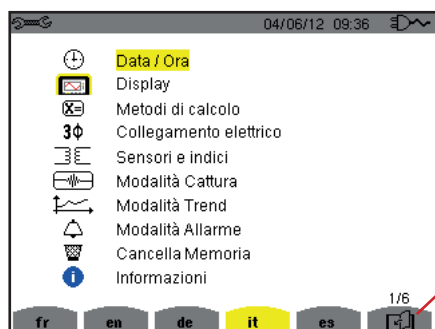 04/06/12 09:36
Data / Ora
Display
X= Metodi di calcolo
3Φ Collegamento elettrico
Sensori e indici
Modalità Cattura
Modalità Trend
Modalità Allarme
Cancella Memoria
i Informazioni
1/6
fr en de it es